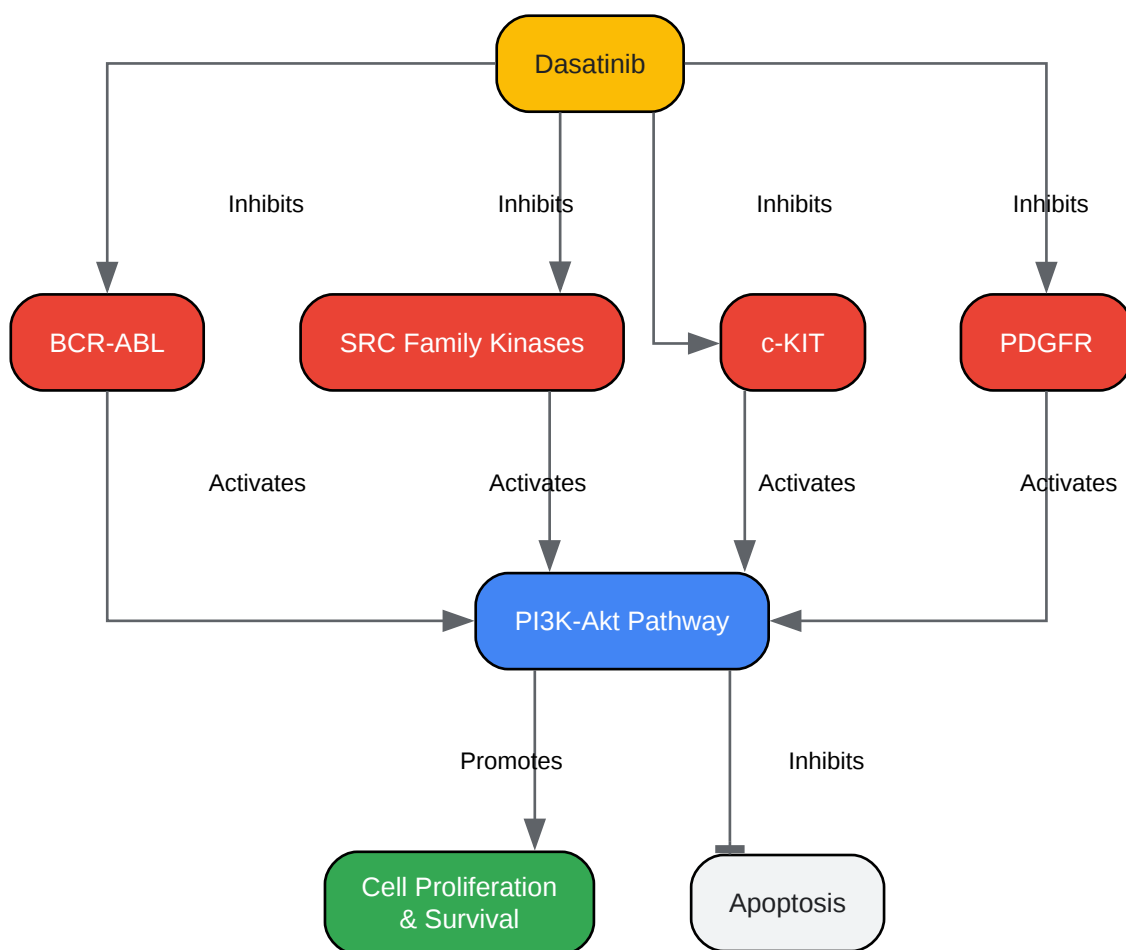 Dasatinib
Inhibits
Inhibits
Inhibits
Inhibits
BCR-ABL
SRC Family Kinases
c-KIT
PDGFR
Activates
Activates
Activates
Activates
PI3K-Akt Pathway
Promotes
Inhibits
Cell Proliferation
& Survival
Apoptosis